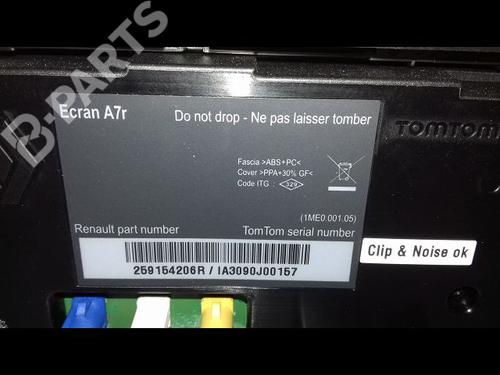 B-PARTS
Ecran A7r
Do not drop - Ne pas laisser tomber
TOMTOM
Fascia >ABS+PC<
Cover >PPA+30% GF<
Code ITG : 329
(1ME0.001.05)
Renault part number
TomTom serial number
259154206R / IA3090J00157
Clip & Noise ok